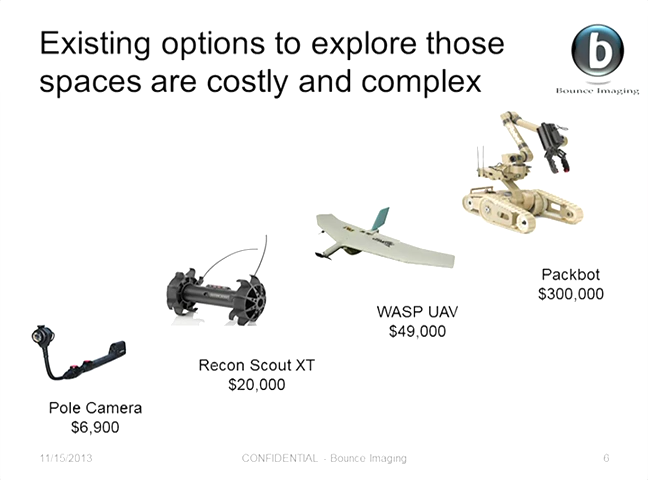 Existing options to explore those
spaces are costly and complex
b
Bounce Imaging
Packbot
$300,000
WASP UAV
$49,000
Recon Scout XT
$20,000
Pole Camera
$6,900
11/15/2013
CONFIDENTIAL - Bounce Imaging
6